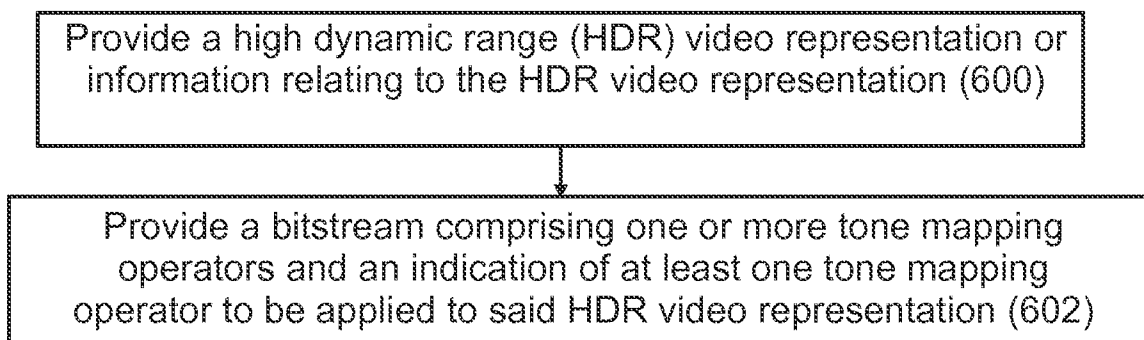 Provide a high dynamic range (HDR) video representation or
information relating to the HDR video representation (600)
Provide a bitstream comprising one or more tone mapping
operators and an indication of at least one tone mapping
operator to be applied to said HDR video representation (602)